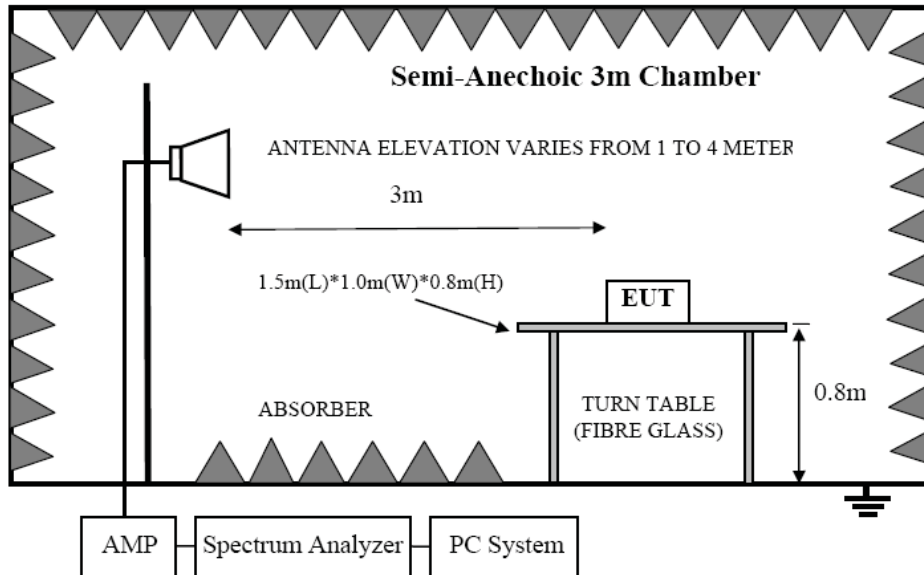 Semi-Anechoic 3m Chamber
ANTENNA ELEVATION VARIES FROM 1 TO 4 METER
3m
1.5m(L)*1.0m(W)*0.8m(H)
EUT
ABSORBER
TURN TABLE
(FIBRE GLASS)
0.8m
AMP
Spectrum Analyzer
PC System